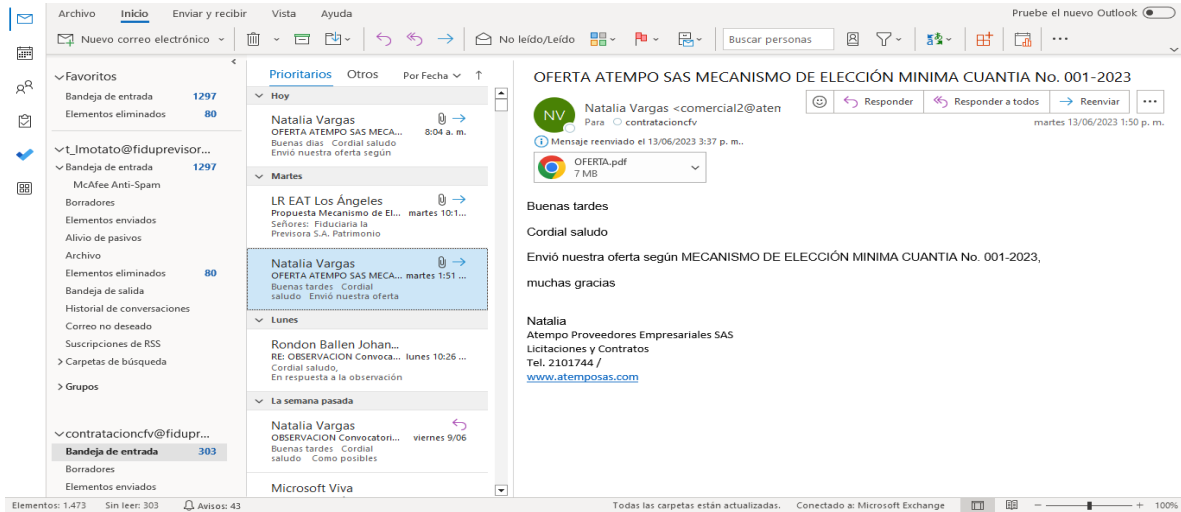 Archivo Inicio Enviar y recibir Vista Ayuda
Pruebe el nuevo Outlook
Nuevo correo electrónico
No leído/Leído
Buscar personas
Favoritos
Bandeja de entrada 1297
Elementos eliminados 80
t_lmotato@fiduprevisor...
Bandeja de entrada 1297
McAfee Anti-Spam
Borradores
Elementos enviados
Alivio de pasivos
Archivo
Elementos eliminados 80
Bandeja de salida
Historial de conversaciones
Correo no deseado
Suscripciones de RSS
Carpetas de búsqueda
Grupos
contratacioncfv@fidupr...
Bandeja de entrada 303
Borradores
Elementos enviados
Prioritarios Otros Por Fecha
Hoy
Natalia Vargas
OFERTA ATEMPO SAS MECA... 8:04 a. m.
Buenas dias Cordial saludo
Envió nuestra oferta según
Martes
LR EAT Los Ángeles
Propuesta Mecanismo de El... martes 10:1...
Señores: Fiduciaria la
Previsora S.A. Patrimonio
Natalia Vargas
OFERTA ATEMPO SAS MECA... martes 1:51 ...
Buenas tardes Cordial
saludo Envió nuestra oferta
Lunes
Rondon Ballen Johan...
RE: OBSERVACION Convoca... lunes 10:26 ...
Cordial saludo,
En respuesta a la observación
La semana pasada
Natalia Vargas
OBSERVACION Convocatori... viernes 9/06
Buenas tardes Cordial
saludo Como posibles
Microsoft Viva
OFERTA ATEMPO SAS MECANISMO DE ELECCIÓN MINIMA CUANTIA No. 001-2023
NV
Natalia Vargas <comercial2@aten
Para contratacioncfv
Responder Responder a todos Reenviar
martes 13/06/2023 1:50 p. m.
Mensaje reenviado el 13/06/2023 3:37 p. m..
OFERTA.pdf
7 MB
Buenas tardes
Cordial saludo
Envió nuestra oferta según MECANISMO DE ELECCIÓN MINIMA CUANTIA No. 001-2023,
muchas gracias
Natalia
Atempo Proveedores Empresariales SAS
Licitaciones y Contratos
Tel. 2101744 /
www.atemposas.com
Elementos: 1.473 Sin leer: 303 Avisos: 43
Todas las carpetas están actualizadas. Conectado a: Microsoft Exchange
100%